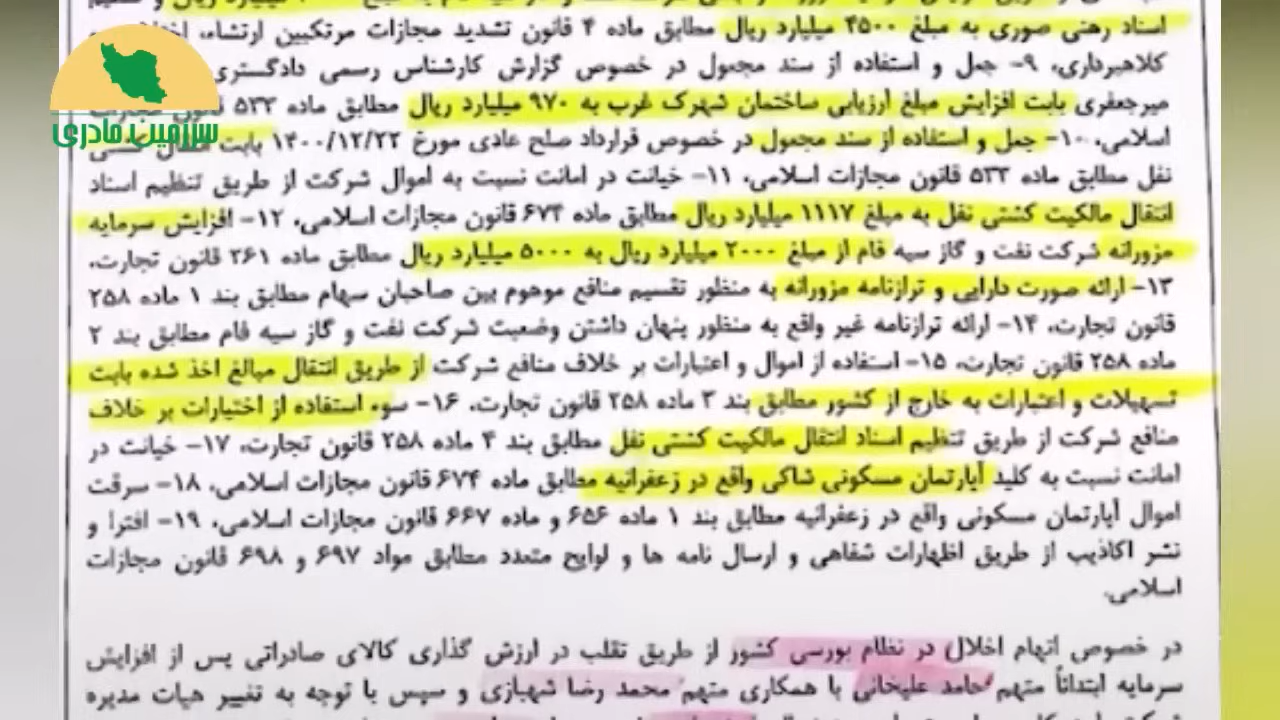 اسناد رهنی صوری به مبلغ ۴۵۰۰ میلیارد ریال مطابق ماده ۴ قانون تشدید مجازات مرتکبین ارتشاء،
کلاهبرداری، ۹- جعل و استفاده از سند مجعول در خصوص گزارش کارشناس رسمی دادگستری
میرجعفری بابت افزایش مبلغ ارزیابی ساختمان شهرک غرب به ۹۷۰ میلیارد ریال مطابق ماده ۵۳۳
اسلامی، ۱۰- جعل و استفاده از سند مجعول در خصوص قرارداد صلح عادی مورخ ۱۴۰۰/۱۲/۲۲ بابت
نفل مطابق ماده ۵۳۳ قانون مجازات اسلامی، ۱۱- خیانت در امانت نسبت به اموال شرکت از طریق تنظیم اسناد
انتقال مالکیت کشتی نفل به مبلغ ۱۱۱۷ میلیارد ریال مطابق ماده ۶۷۴ قانون مجازات اسلامی، ۱۲- افزایش سرمایه
مزورانه شرکت نفت و گاز سیه فام از مبلغ ۲۰۰۰ میلیارد ریال به ۵۰۰۰ میلیارد ریال مطابق ماده ۲۶۱ قانون تجارت،
۱۳- ارائه صورت دارایی و ترازنامه مزورانه به منظور تقسیم منافع موهوم بین صاحبان سهام مطابق بند ۱ ماده ۲۵۸
قانون تجارت، ۱۴- ارائه ترازنامه غیر واقع به منظور پنهان داشتن وضعیت شرکت نفت و گاز سیه فام مطابق بند ۲
ماده ۲۵۸ قانون تجارت، ۱۵- استفاده از اموال و اعتبارات بر خلاف منافع شرکت از طریق انتقال مبالغ اخذ شده بابت
تسهیلات و اعتبارات به خارج از کشور مطابق بند ۳ ماده ۲۵۸ قانون تجارت، ۱۶- سوء استفاده از اختیارات بر خلاف
منافع شرکت از طریق تنظیم اسناد انتقال مالکیت کشتی نفل مطابق بند ۴ ماده ۲۵۸ قانون تجارت، ۱۷- خیانت در
امانت نسبت به کلید آپارتمان مسکونی شاکی واقع در زعفرانیه مطابق ماده ۶۷۴ قانون مجازات اسلامی، ۱۸- سرقت
اموال آپارتمان مسکونی واقع در زعفرانیه مطابق بند ۱ ماده ۶۵۶ و ماده ۶۶۷ قانون مجازات اسلامی، ۱۹- افترا و
نشر اکاذیب از طریق اظهارات شفاهی و ارسال نامه ها و لوایح متعدد مطابق مواد ۶۹۷ و ۶۹۸ قانون مجازات
اسلامی.
در خصوص اتهام اخلال در نظام بورسی کشور از طریق تقلب در ارزش گذاری کالای صادراتی پس از افزایش
سرمایه ابتدائاً متهم حامد علیخانی با همکاری متهم محمد رضا شهبازی و سپس با توجه به تغییر هیات مدیره
سرزمین مادری